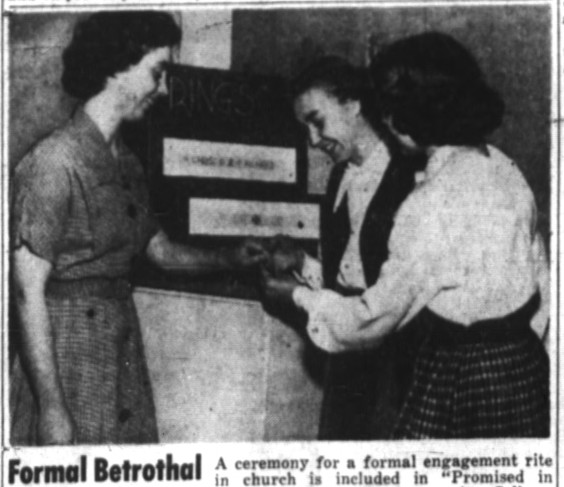 RINGS
Formal Betrothal
A ceremony for a formal engagement rite
in church is included in "Promised in